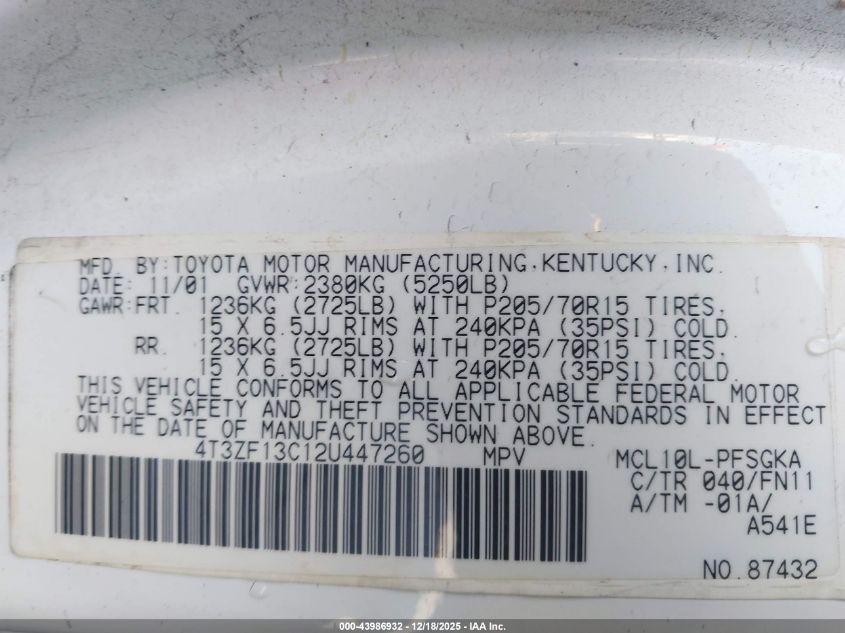 MFD. BY: TOYOTA MOTOR MANUFACTURING, KENTUCKY, INC.
DATE: 11/01 GVWR: 2380KG (5250LB)
GAWR: FRT. 1236KG (2725LB) WITH P205/70R15 TIRES.
15 X 6.5JJ RIMS AT 240KPA (35PSI) COLD.
RR. 1236KG (2725LB) WITH P205/70R15 TIRES.
15 X 6.5JJ RIMS AT 240KPA (35PSI) COLD.
THIS VEHICLE CONFORMS TO ALL APPLICABLE FEDERAL MOTOR
VEHICLE SAFETY AND THEFT PREVENTION STANDARDS IN EFFECT
ON THE DATE OF MANUFACTURE SHOWN ABOVE.
4T3ZF13C12U447260 MPV MCL10L-PFSGKA
C/TR 040/FN11
A/TM -01A/
A541E
NO. 87432
000-43986932 - 12/18/2025 - IAA Inc.